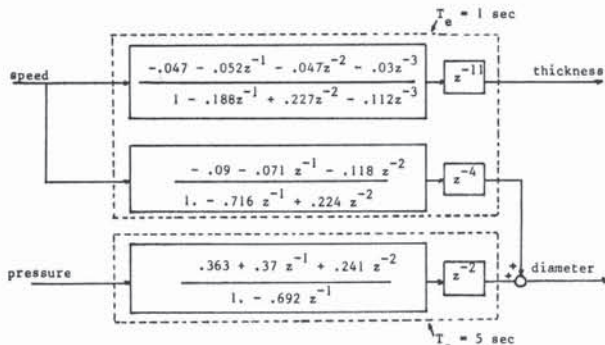 T_e = 1 sec
speed
-.047 - .052z^-1 - .047z^-2 - .03z^-3
1 - .188z^-1 + .227z^-2 - .112z^-3
z^-11
thickness
- .09 - .071 z^-1 - .118 z^-2
1. - .716 z^-1 + .224 z^-2
z^-4
pressure
.363 + .37 z^-1 + .241 z^-2
1. - .692 z^-1
z^-2
+
+
diameter
T_e = 5 sec